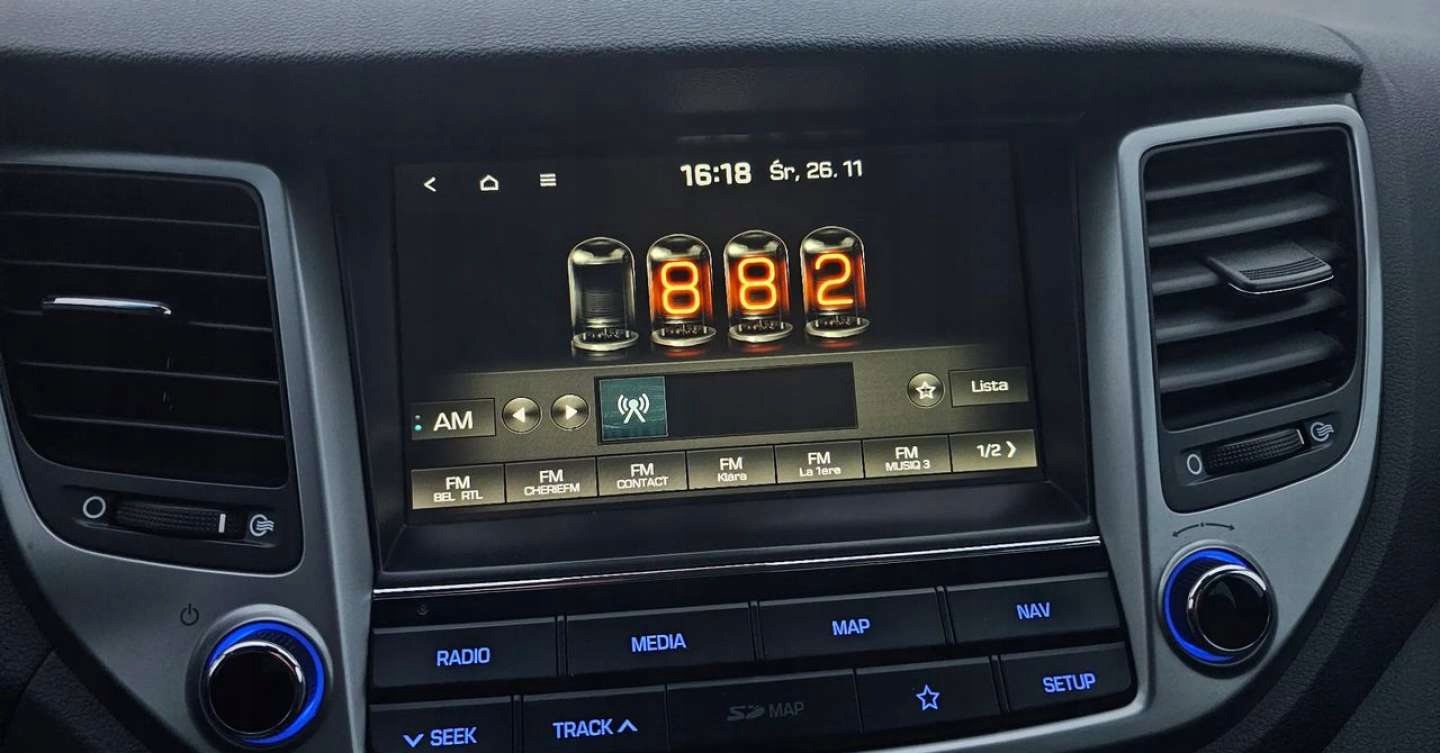 16:18 Śr, 26.11
882
AM
Lista
FM
BEL RTL
FM
CHERIEFM
FM
CONTACT
FM
Klara
FM
La 1ere
FM
MUSIQ 3
1/2
RADIO
MEDIA
MAP
NAV
SEEK
TRACK
SD MAP
SETUP